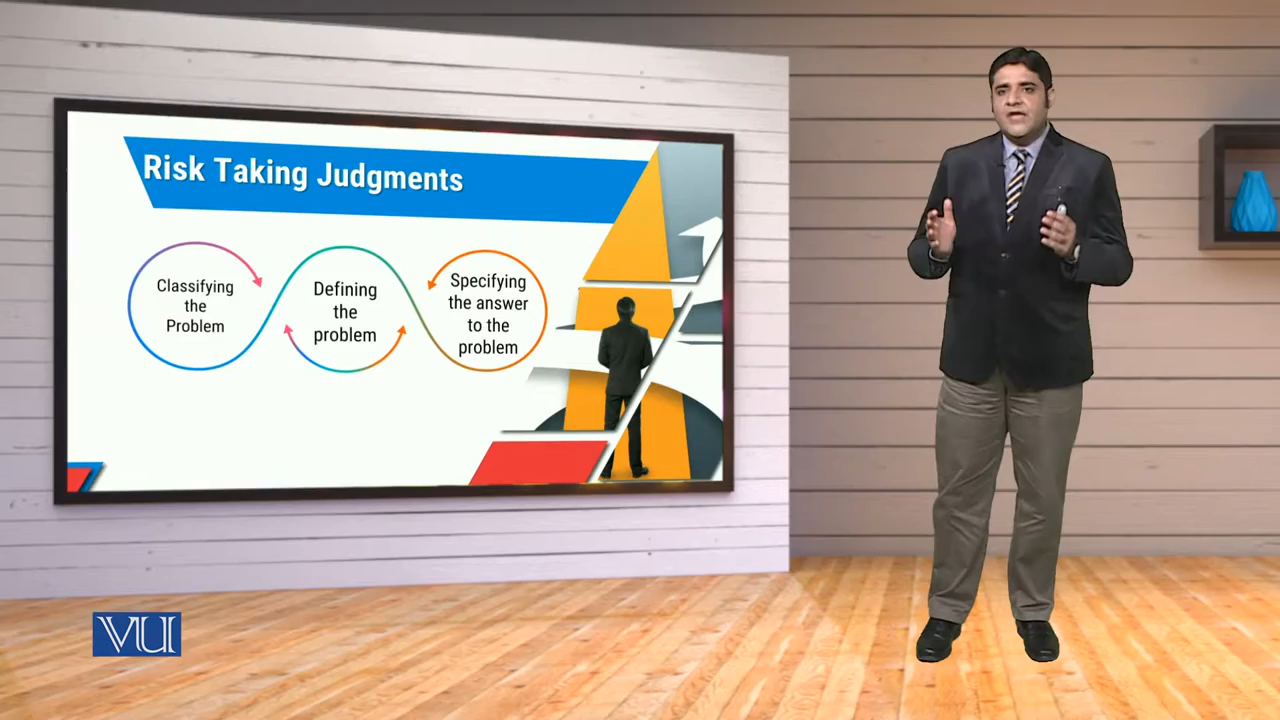 Risk Taking Judgments
Classifying
the
Problem
Defining
the
problem
Specifying
the answer
to the
problem
VU